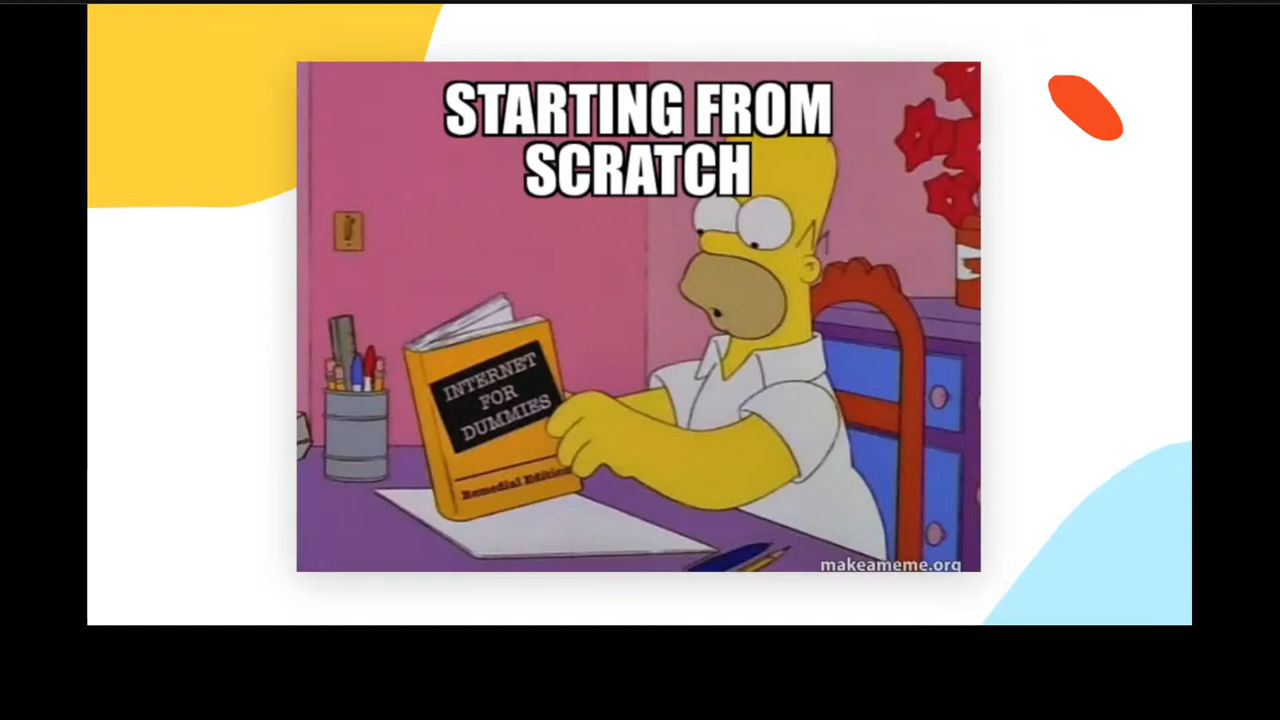 STARTING FROM
SCRATCH
INTERNET
FOR
DUMMIES
Remedial Edition
makeameme.org